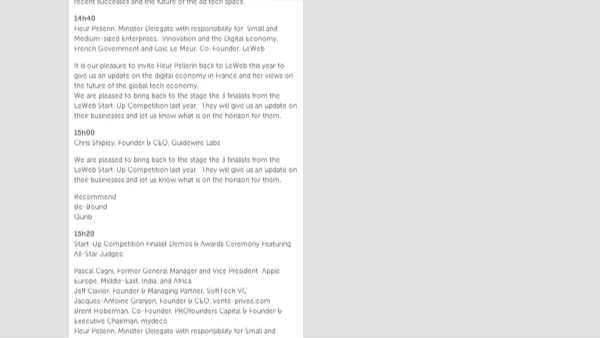 recent successes and the future of the ad tech space.
14h40
Fleur Pellerin, Minister Delegate with responsibility for Small and
Medium-sized Enterprises, Innovation and the Digital Economy,
French Government and Loic Le Meur, Co-Founder, LeWeb
It is our pleasure to invite Fleur Pellerin back to LeWeb this year to
give us an update on the digital economy in France and her views on
the future of the global tech economy.
We are pleased to bring back to the stage the 3 finalists from the
LeWeb Start-Up Competition last year. They will give us an update on
their businesses and let us know what is on the horizon for them.
15h00
Chris Shipley, Founder & CEO, Guidewire Labs
We are pleased to bring back to the stage the 3 finalists from the
LeWeb Start-Up Competition last year. They will give us an update on
their businesses and let us know what is on the horizon for them.
Recommend
Be-Bound
Qunb
15h20
Start-Up Competition Finalist Demos & Awards Ceremony Featuring
All-Star Judges:
Pascal Cagni, Former General Manager and Vice President Apple
Europe, Middle-East, India, and Africa
Jeff Clavier, Founder & Managing Partner, SoftTech VC
Jacques-Antoine Granjon, Founder & CEO, vente-privee.com
Brent Hoberman, Co-Founder, PROfounders Capital & Founder &
Executive Chairman, mydeco
Fleur Pellerin, Minister Delegate with responsibility for Small and